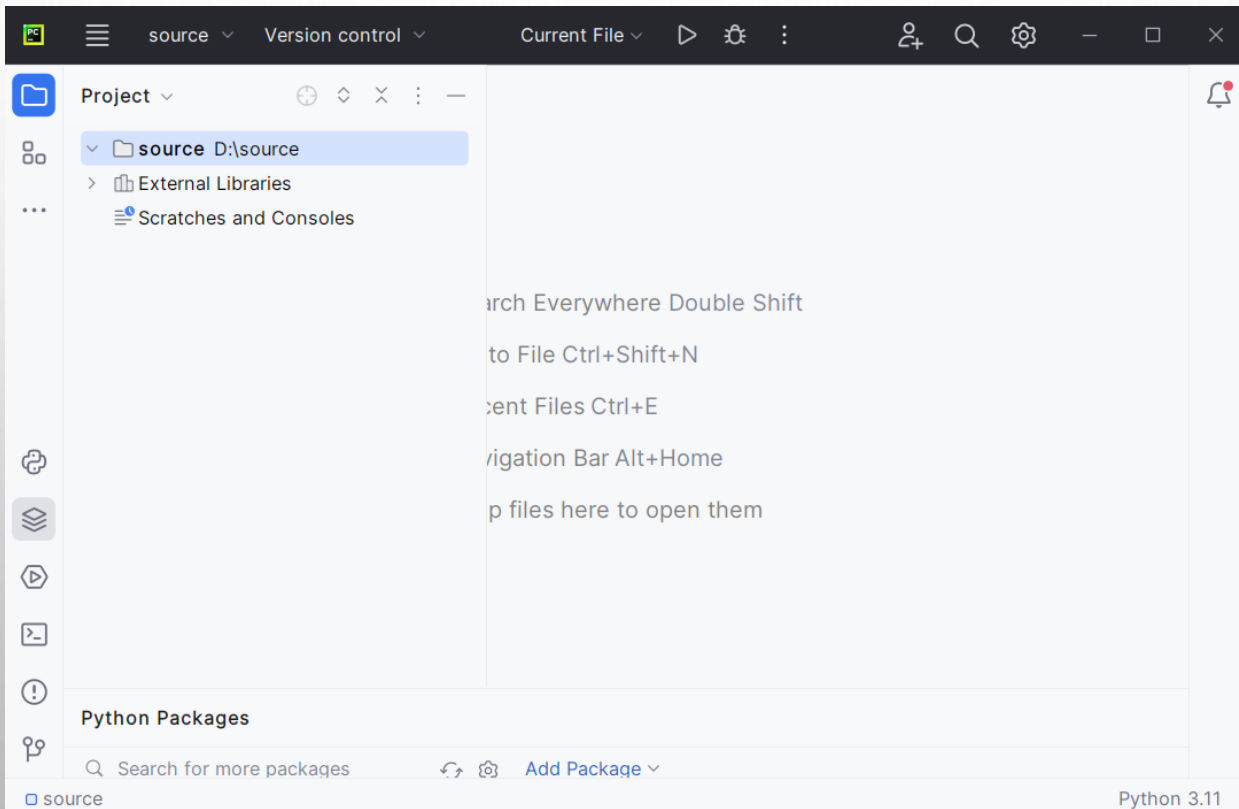 PC source Version control Current File
Project
source D:\source
External Libraries
Scratches and Consoles
arch Everywhere Double Shift
to File Ctrl+Shift+N
cent Files Ctrl+E
vigation Bar Alt+Home
p files here to open them
Python Packages
Search for more packages Add Package
source Python 3.11